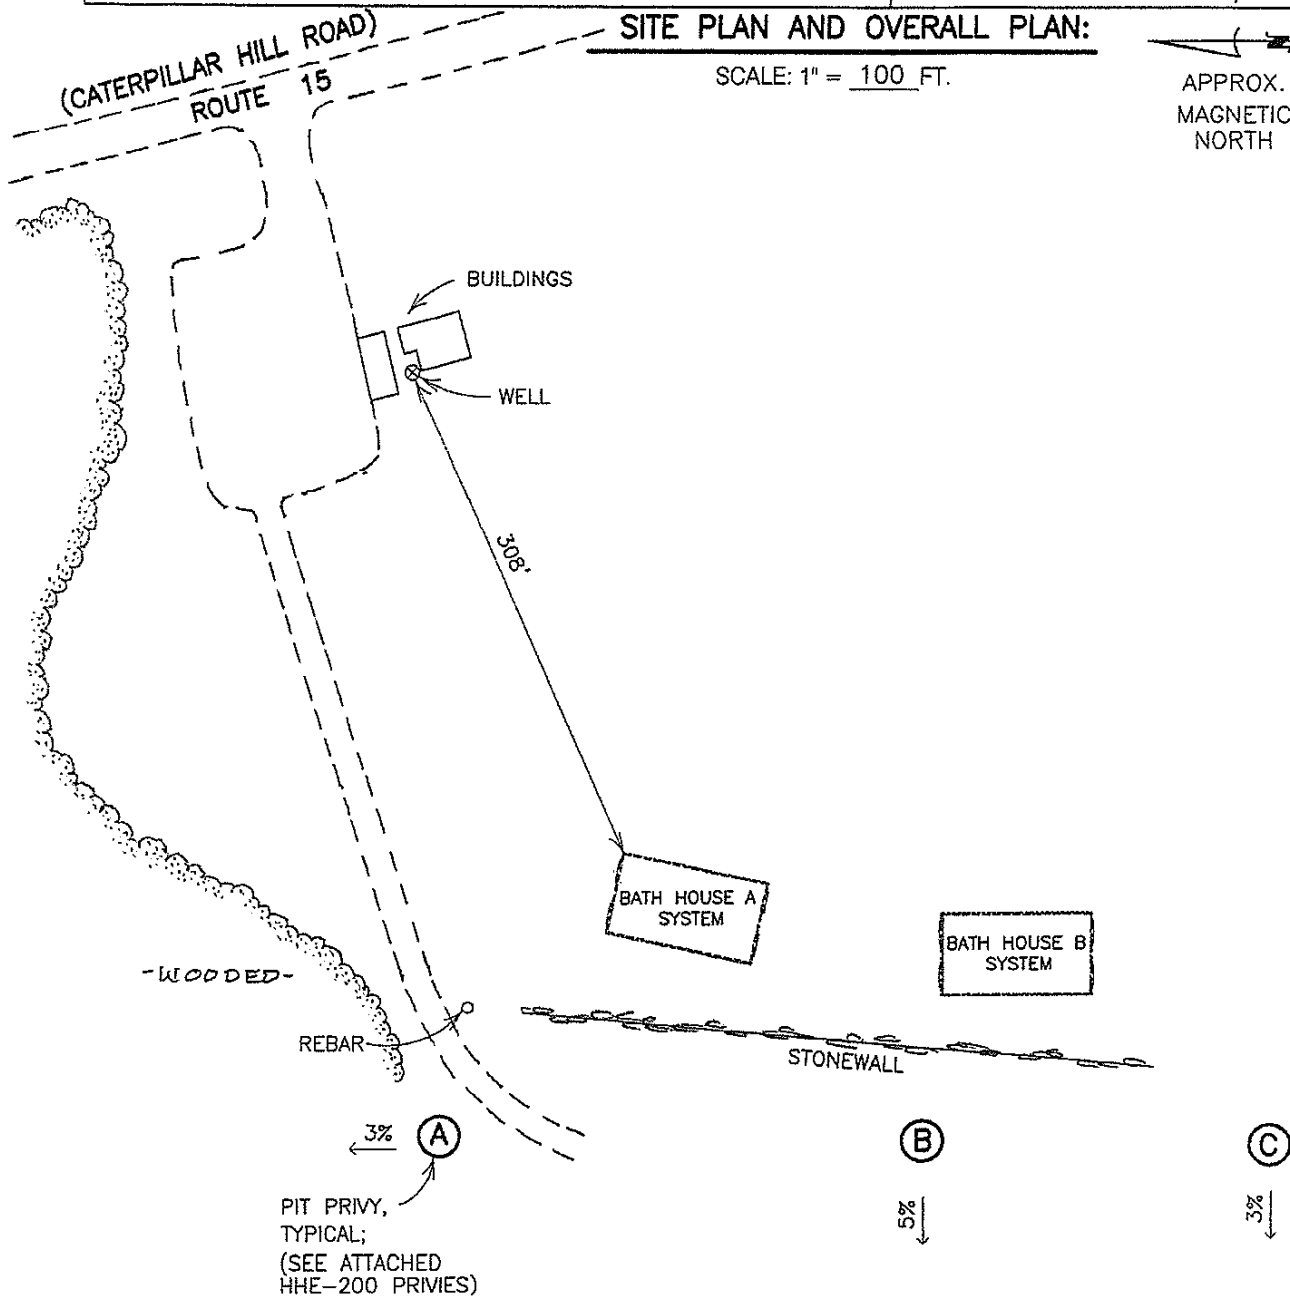 SITE PLAN AND OVERALL PLAN:
SCALE: 1" = 100 FT.
APPROX.
MAGNETIC
NORTH
(CATERPILLAR HILL ROAD)
ROUTE 15
BUILDINGS
WELL
308'
BATH HOUSE A
SYSTEM
BATH HOUSE B
SYSTEM
-WOODED-
REBAR
STONEWALL
3%
A
B
C
PIT PRIVY,
TYPICAL;
(SEE ATTACHED
HHE-200 PRIVIES)
5%
3%